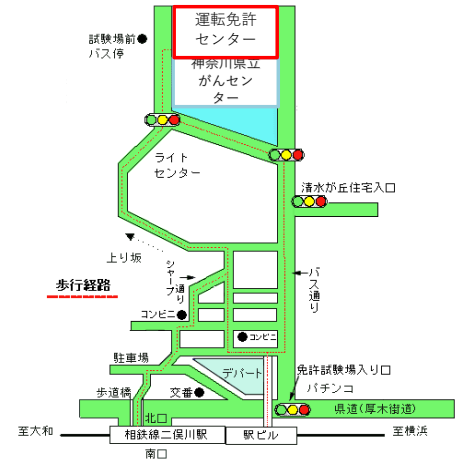 運転免許
センター
試験場前
バス停
神奈川県立
がんセン
ター
ライト
センター
清水が丘住宅入口
上り坂
シャープ
通り
バス通り
歩行経路
コンビニ
コンビニ
駐車場
デパート
免許試験場入り口
パチンコ
歩道橋
交番
県道(厚木街道)
北口
至大和
相鉄線二俣川駅
駅ビル
至横浜
南口